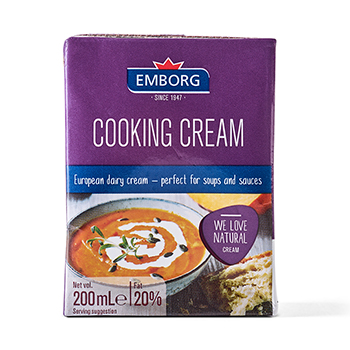 EMBORG
· SINCE 1947 ·
COOKING CREAM
European dairy cream – perfect for soups and sauces
WE LOVE
NATURAL
CREAM
Net vol. Fat
200mLe 20%
Serving suggestion